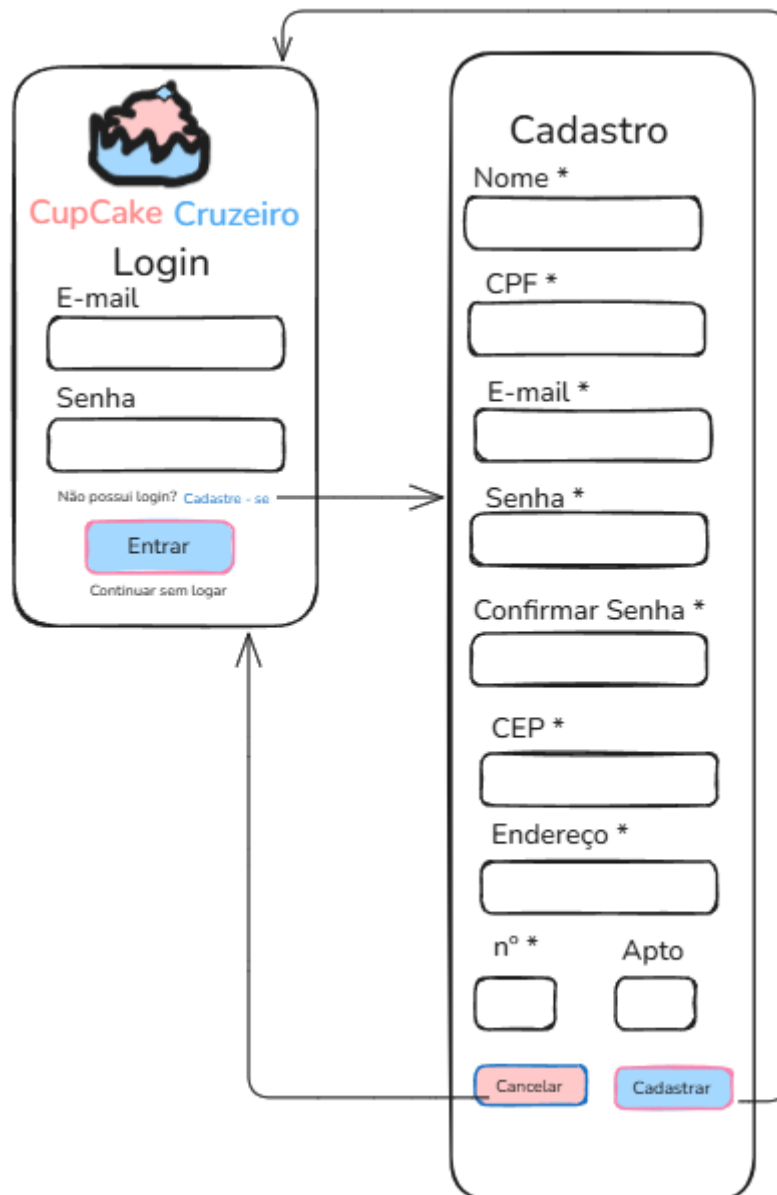 CupCake Cruzeiro
Login
E-mail
Senha
Não possui login? Cadastre - se
Entrar
Continuar sem logar
Cadastro
Nome *
CPF *
E-mail *
Senha *
Confirmar Senha *
CEP *
Endereço *
nº * Apto
Cancelar Cadastrar